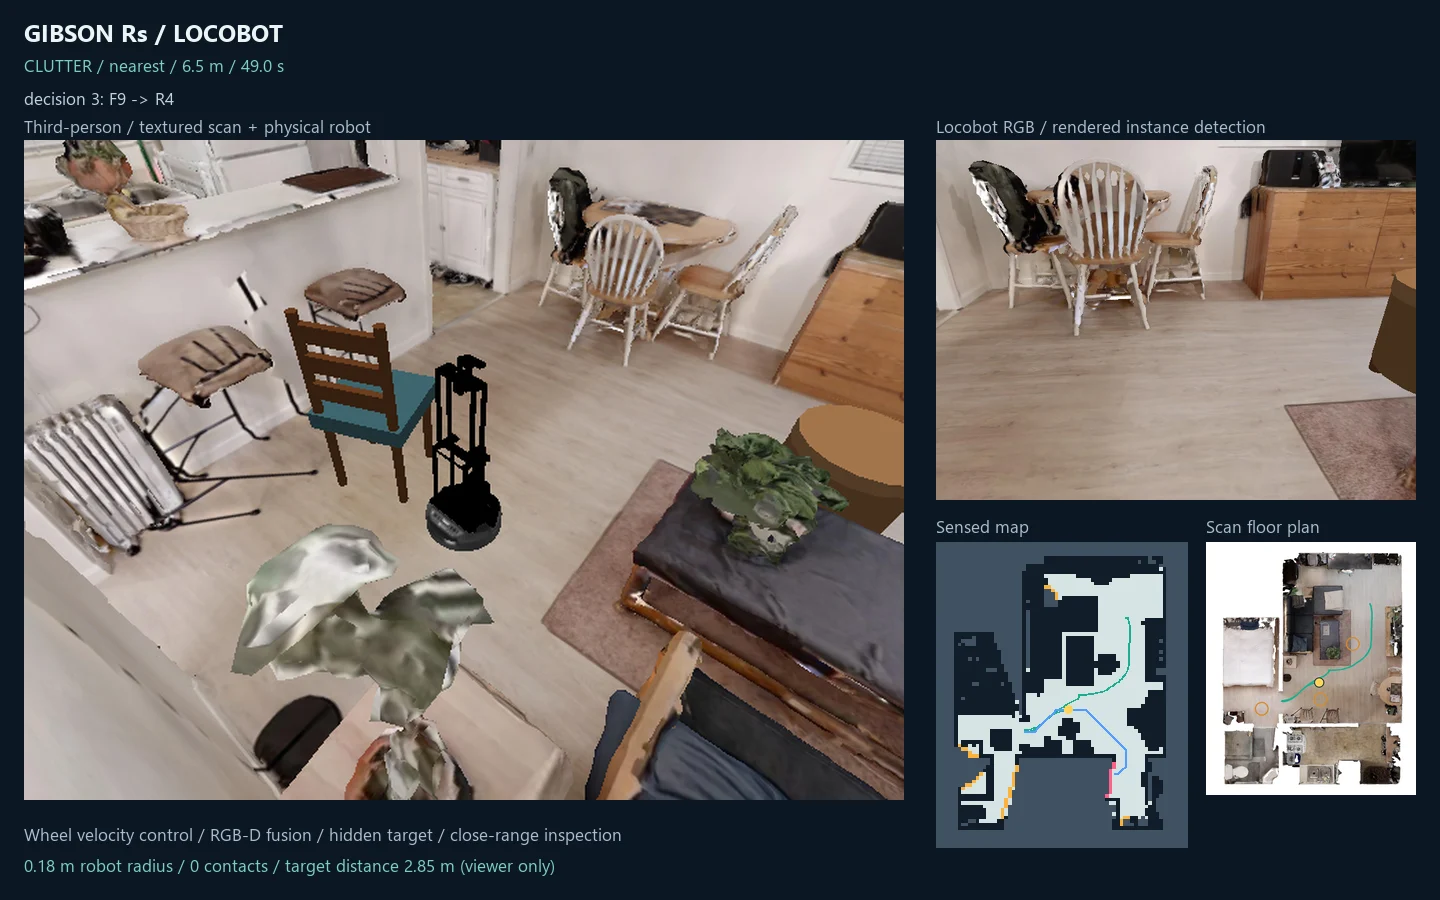 GIBSON Rs / LOCOBOT
CLUTTER / nearest / 6.5 m / 49.0 s
decision 3: F9 -> R4
Third-person / textured scan + physical robot
Locobot RGB / rendered instance detection
Sensed map
Scan floor plan
Wheel velocity control / RGB-D fusion / hidden target / close-range inspection
0.18 m robot radius / 0 contacts / target distance 2.85 m (viewer only)